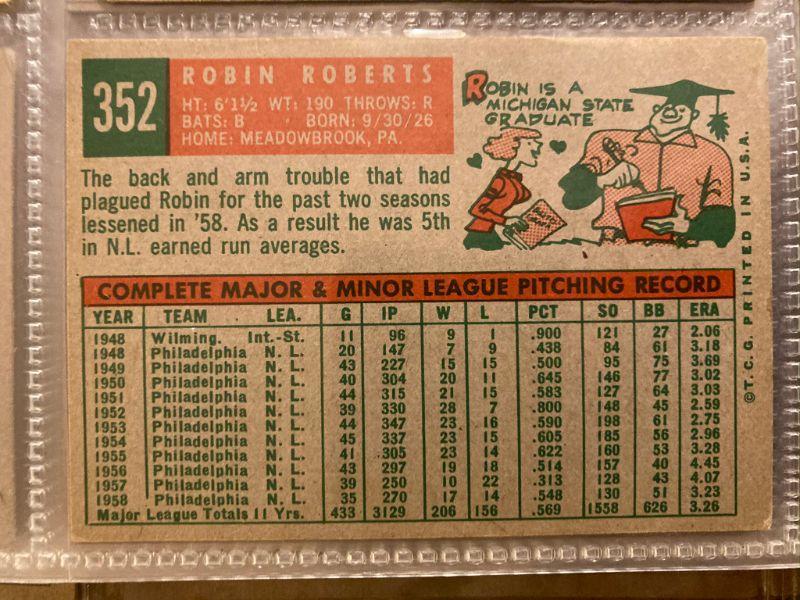 352
ROBIN ROBERTS
HT: 6'1½ WT: 190 THROWS: R
BATS: B BORN: 9/30/26
HOME: MEADOWBROOK, PA.
ROBIN IS A
MICHIGAN STATE
GRADUATE
The back and arm trouble that had
plagued Robin for the past two seasons
lessened in '58. As a result he was 5th
in N.L. earned run averages.
COMPLETE MAJOR & MINOR LEAGUE PITCHING RECORD
YEAR TEAM LEA. G IP W L PCT SO BB ERA
1948 Wilming. Int.-St. 11 96 9 1 .900 121 27 2.06
1948 Philadelphia N. L. 20 147 7 9 .438 84 61 3.18
1949 Philadelphia N. L. 43 227 15 15 .500 95 75 3.69
1950 Philadelphia N. L. 40 304 20 11 .645 146 77 3.02
1951 Philadelphia N. L. 44 315 21 15 .583 127 64 3.03
1952 Philadelphia N. L. 39 330 28 7 .800 148 45 2.59
1953 Philadelphia N. L. 44 347 23 16 .590 198 61 2.75
1954 Philadelphia N. L. 45 337 23 15 .605 185 56 2.96
1955 Philadelphia N. L. 41 305 23 14 .622 160 53 3.28
1956 Philadelphia N. L. 43 297 19 18 .514 157 40 4.45
1957 Philadelphia N. L. 39 250 10 22 .313 128 43 4.07
1958 Philadelphia N. L. 35 270 17 14 .548 130 51 3.23
Major League Totals 11 Yrs. 433 3129 206 156 .569 1558 626 3.26
© T. C. G. PRINTED IN U.S.A.